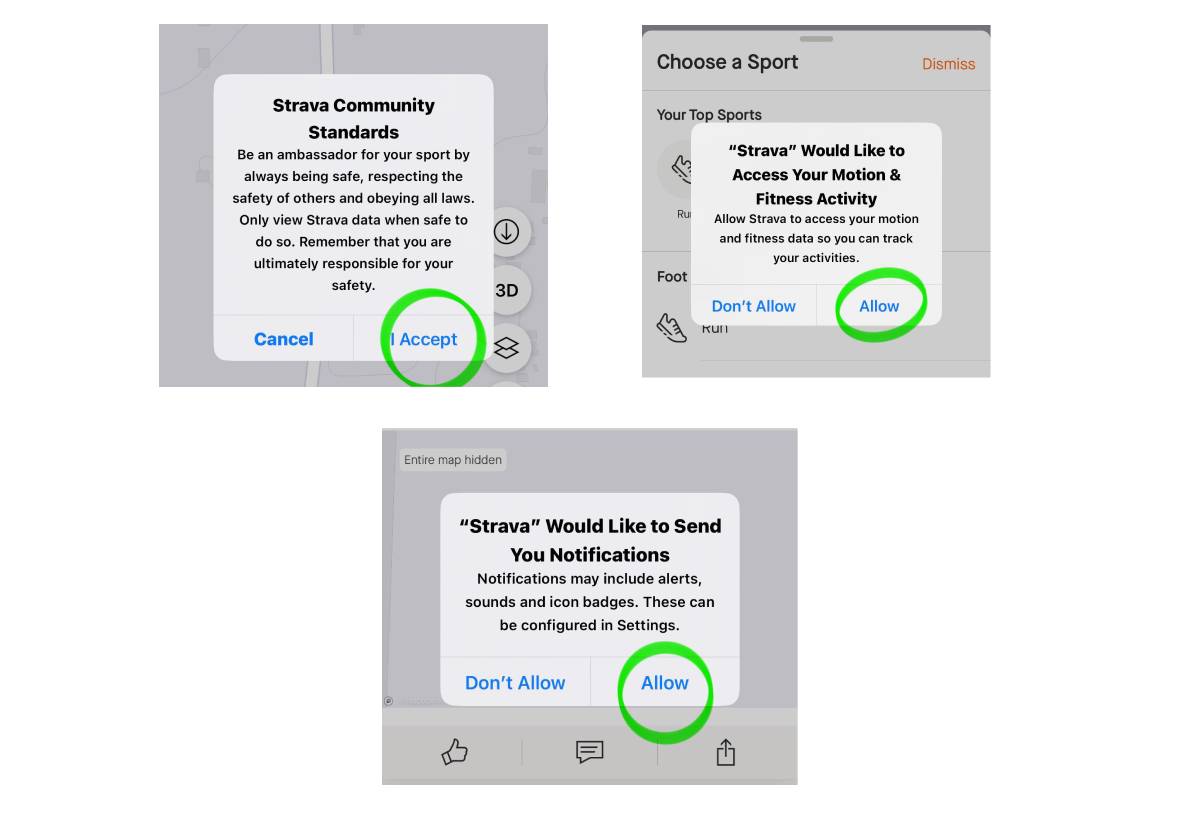 Strava Community
Standards
Be an ambassador for your sport by
always being safe, respecting the
safety of others and obeying all laws.
Only view Strava data when safe to
do so. Remember that you are
ultimately responsible for your
safety.
Cancel
I Accept
3D
Choose a Sport
Dismiss
Your Top Sports
“Strava” Would Like to
Access Your Motion &
Fitness Activity
Allow Strava to access your motion
and fitness data so you can track
your activities.
Don’t Allow
Allow
Foot
Run
Entire map hidden
“Strava” Would Like to Send
You Notifications
Notifications may include alerts,
sounds and icon badges. These can
be configured in Settings.
Don’t Allow
Allow